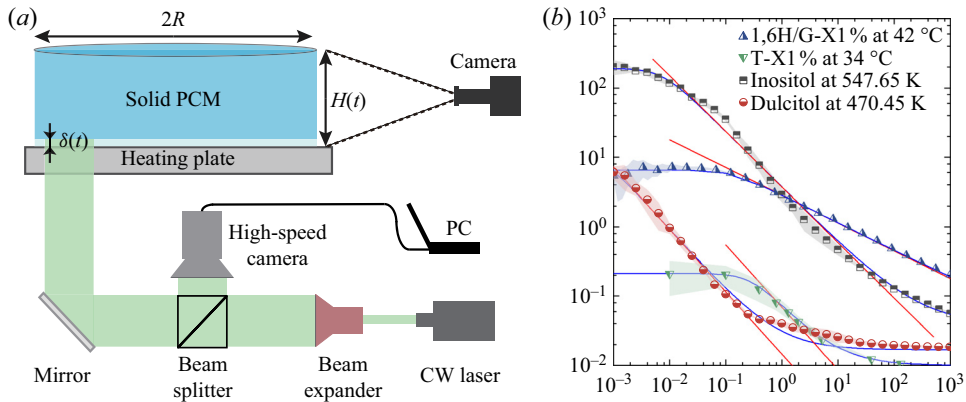 (a)
2R
Solid PCM
H(t)
Camera
δ(t)
Heating plate
High-speed
camera
PC
Mirror
Beam
splitter
Beam
expander
CW laser
(b)
1,6H/G-X1% at 42 °C
T-X1% at 34 °C
Inositol at 547.65 K
Dulcitol at 470.45 K
10³
10²
10¹
10⁰
10⁻¹
10⁻²
10⁻³ 10⁻² 10⁻¹ 10⁰ 10¹ 10² 10³